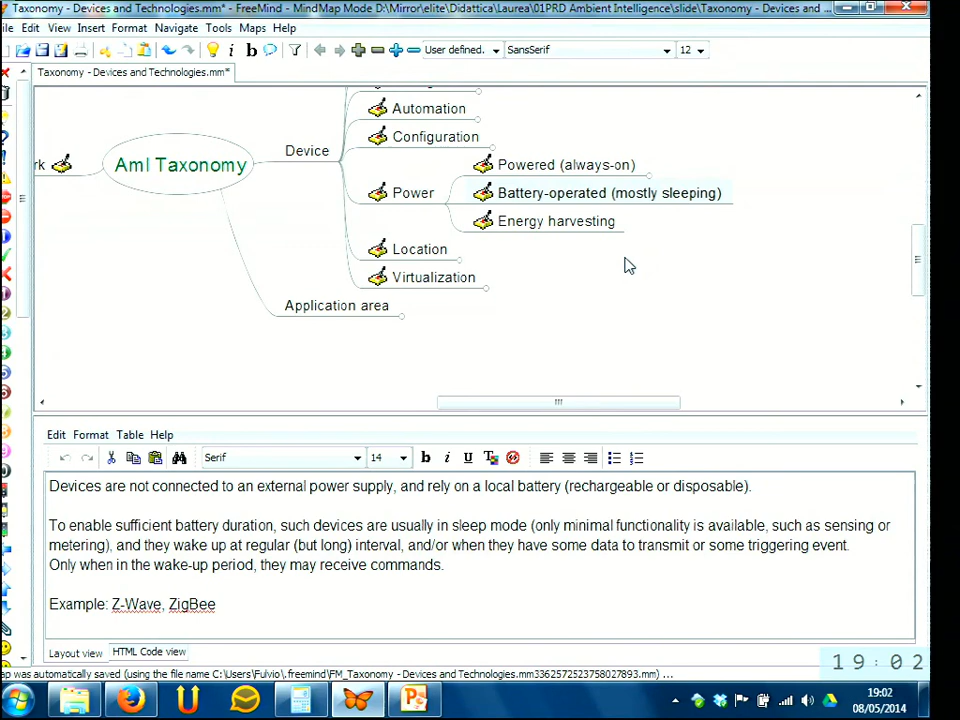 Taxonomy - Devices and Technologies.mm* - FreeMind - MindMap Mode D:\Mirror\elite\Didattica\Laurea\01PRD Ambient Intelligence\slide\Taxonomy - Devices and ...
ile Edit View Insert Format Navigate Tools Maps Help
User defined. SansSerif 12
Taxonomy - Devices and Technologies.mm*
Automation
Configuration
Device
rk
AmI Taxonomy
Powered (always-on)
Power
Battery-operated (mostly sleeping)
Energy harvesting
Location
Virtualization
Application area
Edit Format Table Help
Serif 14
Devices are not connected to an external power supply, and rely on a local battery (rechargeable or disposable).
To enable sufficient battery duration, such devices are usually in sleep mode (only minimal functionality is available, such as sensing or
metering), and they wake up at regular (but long) interval, and/or when they have some data to transmit or some triggering event.
Only when in the wake-up period, they may receive commands.
Example: Z-Wave, ZigBee
Layout view HTML Code view
19:02
ap was automatically saved (using the file name C:\Users\Fulvio\.freemind\FM_Taxonomy - Devices and Technologies.mm3362572523758027893.mm) ...
19:02
08/05/2014